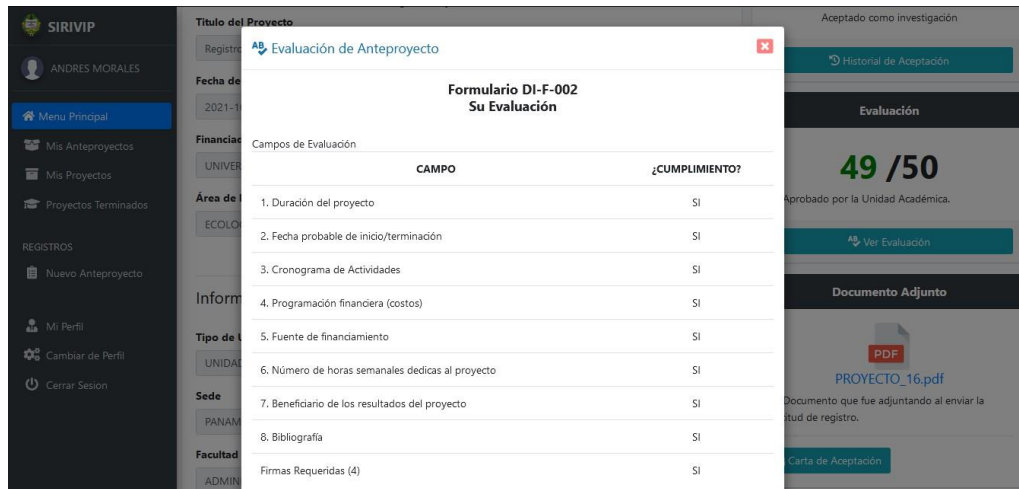 SIRIVIP
ANDRES MORALES
Menu Principal
Mis Anteproyectos
Mis Proyectos
Proyectos Terminados
REGISTROS
Nuevo Anteproyecto
Mi Perfil
Cambiar de Perfil
Cerrar Sesion
Titulo del Proyecto
Registro
Fecha de
2021-1
Financiad
UNIVER
Área de
ECOLO
Inform
Tipo de U
UNIDAD
Sede
PANAM
Facultad
ADMIN
Evaluación de Anteproyecto
Formulario DI-F-002
Su Evaluación
Campos de Evaluación
CAMPO ¿CUMPLIMIENTO?
1. Duración del proyecto SI
2. Fecha probable de inicio/terminación SI
3. Cronograma de Actividades SI
4. Programación financiera (costos) SI
5. Fuente de financiamiento SI
6. Número de horas semanales dedicas al proyecto SI
7. Beneficiario de los resultados del proyecto SI
8. Bibliografía SI
Firmas Requeridas (4) SI
Aceptado como investigación
Historial de Aceptación
Evaluación
49 /50
Aprobado por la Unidad Académica.
Ver Evaluación
Documento Adjunto
PDF
PROYECTO_16.pdf
Documento que fue adjuntando al enviar la
itud de registro.
Carta de Aceptación